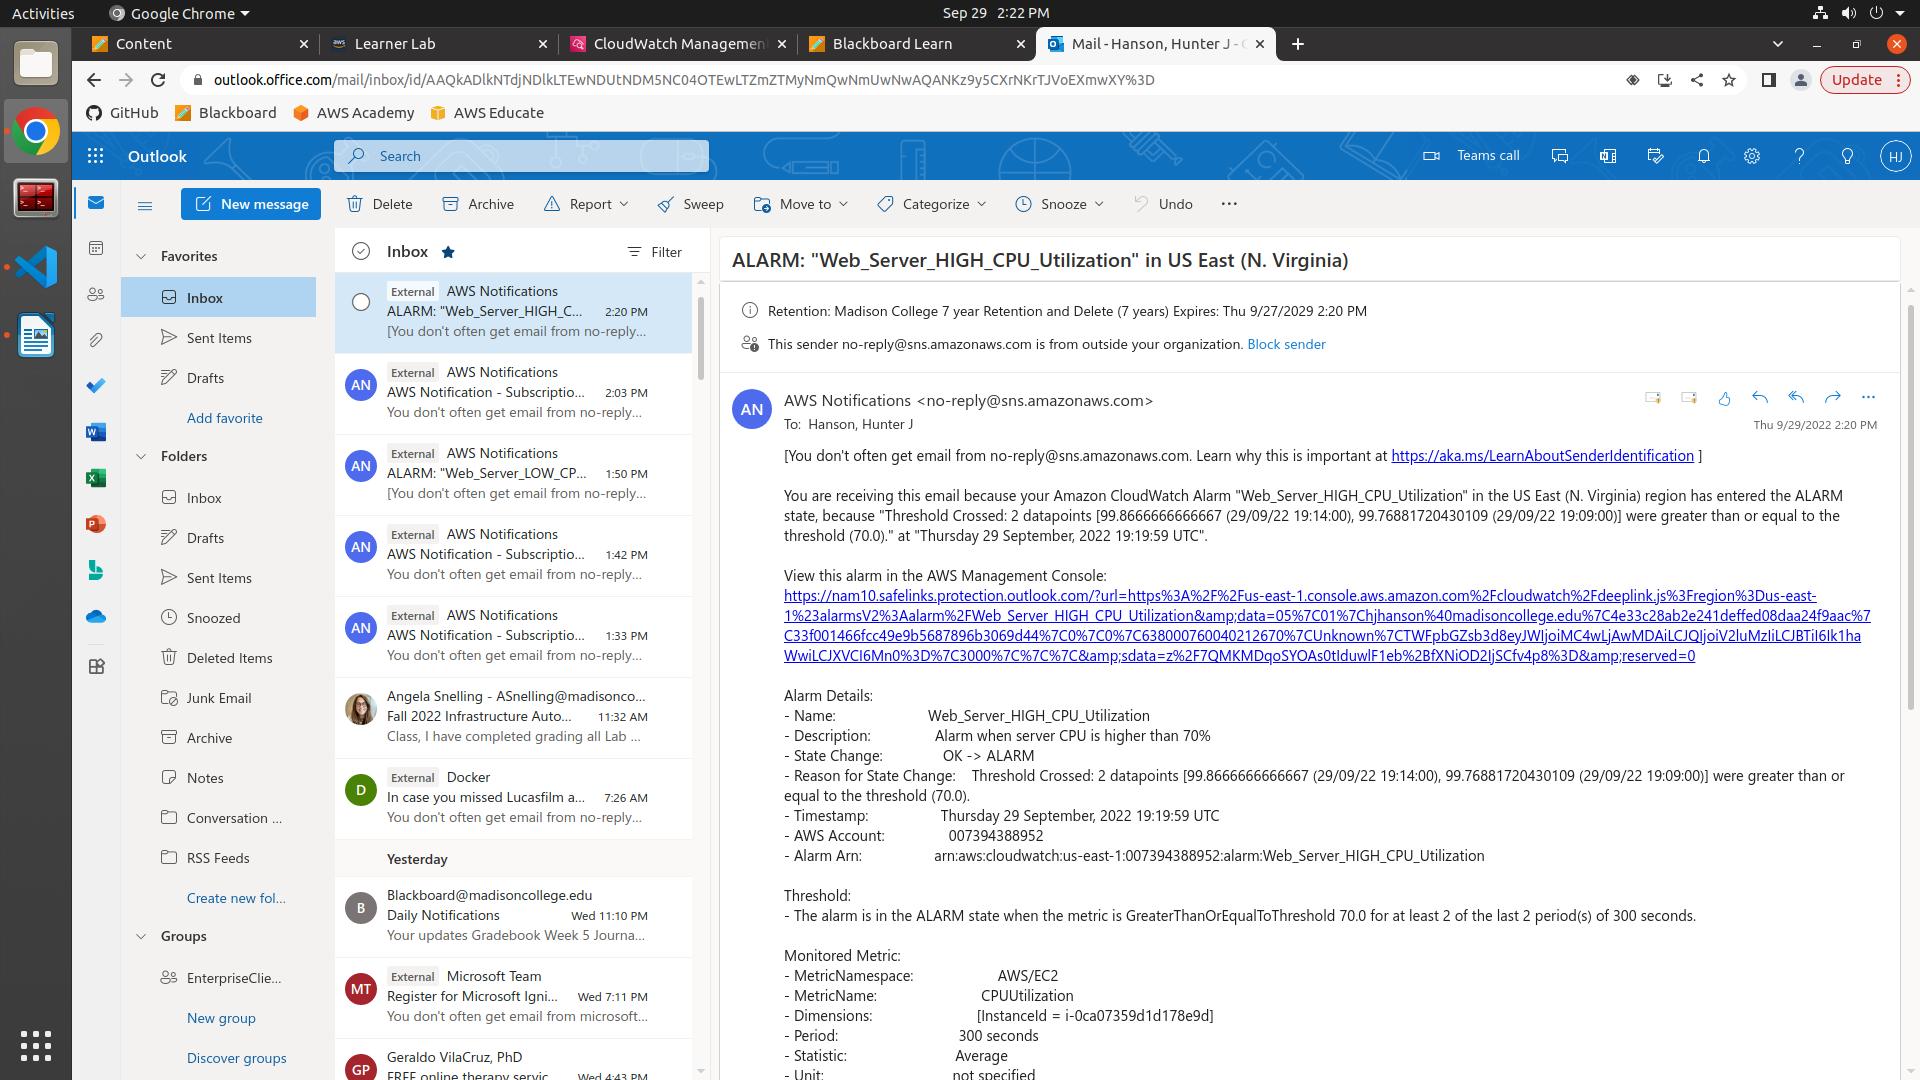 Activities
Google Chrome
Sep 29 2:22 PM
Content
Learner Lab
CloudWatch Management
Blackboard Learn
Mail - Hanson, Hunter J - O
Update
outlook.office.com/mail/inbox/id/AAQkADlkNTdjNDlkLTEwNDUtNDM5NC04OTEwLTZmZTMyNmQwNmUwNwAQANKz9y5CXrNKrTJVoEXmwXY%3D
GitHub
Blackboard
AWS Academy
AWS Educate
Outlook
Search
Teams call
HJ
New message
Delete
Archive
Report
Sweep
Move to
Categorize
Snooze
Undo
Favorites
Inbox
Sent Items
Drafts
Add favorite
Folders
Inbox
Drafts
Sent Items
Snoozed
Deleted Items
Junk Email
Archive
Notes
Conversation ...
RSS Feeds
Create new fol...
Groups
EnterpriseClie...
New group
Discover groups
Inbox
Filter
External AWS Notifications
ALARM: "Web_Server_HIGH_C... 2:20 PM
[You don't often get email from no-reply...
AN
External AWS Notifications
AWS Notification - Subscriptio... 2:03 PM
You don't often get email from no-reply...
AN
External AWS Notifications
ALARM: "Web_Server_LOW_CP... 1:50 PM
[You don't often get email from no-reply...
AN
External AWS Notifications
AWS Notification - Subscriptio... 1:42 PM
You don't often get email from no-reply...
AN
External AWS Notifications
AWS Notification - Subscriptio... 1:33 PM
You don't often get email from no-reply...
Angela Snelling - ASnelling@madisonco...
Fall 2022 Infrastructure Auto... 11:32 AM
Class, I have completed grading all Lab ...
D
External Docker
In case you missed Lucasfilm a... 7:26 AM
You don't often get email from no-reply...
Yesterday
B
Blackboard@madisoncollege.edu
Daily Notifications Wed 11:10 PM
Your updates Gradebook Week 5 Journa...
MT
External Microsoft Team
Register for Microsoft Igni... Wed 7:11 PM
You don't often get email from microsoft...
GP
Geraldo VilaCruz, PhD
FREE online therapy servic... Wed 4:43 PM
ALARM: "Web_Server_HIGH_CPU_Utilization" in US East (N. Virginia)
Retention: Madison College 7 year Retention and Delete (7 years) Expires: Thu 9/27/2029 2:20 PM
This sender no-reply@sns.amazonaws.com is from outside your organization. Block sender
AN
AWS Notifications <no-reply@sns.amazonaws.com>
To: Hanson, Hunter J
Thu 9/29/2022 2:20 PM
[You don't often get email from no-reply@sns.amazonaws.com. Learn why this is important at https://aka.ms/LearnAboutSenderIdentification ]
You are receiving this email because your Amazon CloudWatch Alarm "Web_Server_HIGH_CPU_Utilization" in the US East (N. Virginia) region has entered the ALARM
state, because "Threshold Crossed: 2 datapoints [99.8666666666667 (29/09/22 19:14:00), 99.76881720430109 (29/09/22 19:09:00)] were greater than or equal to the
threshold (70.0)." at "Thursday 29 September, 2022 19:19:59 UTC".
View this alarm in the AWS Management Console:
https://nam10.safelinks.protection.outlook.com/?url=https%3A%2F%2Fus-east-1.console.aws.amazon.com%2Fcloudwatch%2Fdeeplink.js%3Fregion%3Dus-east-
1%23alarmsV2%3Aalarm%2FWeb_Server_HIGH_CPU_Utilization&amp;data=05%7C01%7Chjhanson%40madisoncollege.edu%7C4e33c28ab2e241deffed08daa24f9aac%7
C33f001466fcc49e9b5687896b3069d44%7C0%7C0%7C638000760040212670%7CUnknown%7CTWFpbGZsb3d8eyJWIjoiMC4wLjAwMDAiLCJQIjoiV2luMzIiLCJBTiI6Ik1ha
WwiLCJXVCI6Mn0%3D%7C3000%7C%7C%7C&amp;sdata=z%2F7QMKMDqoSYOAs0tIduwlF1eb%2BfXNiOD2IjSCfv4p8%3D&amp;reserved=0
Alarm Details:
- Name: Web_Server_HIGH_CPU_Utilization
- Description: Alarm when server CPU is higher than 70%
- State Change: OK -> ALARM
- Reason for State Change: Threshold Crossed: 2 datapoints [99.8666666666667 (29/09/22 19:14:00), 99.76881720430109 (29/09/22 19:09:00)] were greater than or
equal to the threshold (70.0).
- Timestamp: Thursday 29 September, 2022 19:19:59 UTC
- AWS Account: 007394388952
- Alarm Arn: arn:aws:cloudwatch:us-east-1:007394388952:alarm:Web_Server_HIGH_CPU_Utilization
Threshold:
- The alarm is in the ALARM state when the metric is GreaterThanOrEqualToThreshold 70.0 for at least 2 of the last 2 period(s) of 300 seconds.
Monitored Metric:
- MetricNamespace: AWS/EC2
- MetricName: CPUUtilization
- Dimensions: [InstanceId = i-0ca07359d1d178e9d]
- Period: 300 seconds
- Statistic: Average
- Unit: not specified